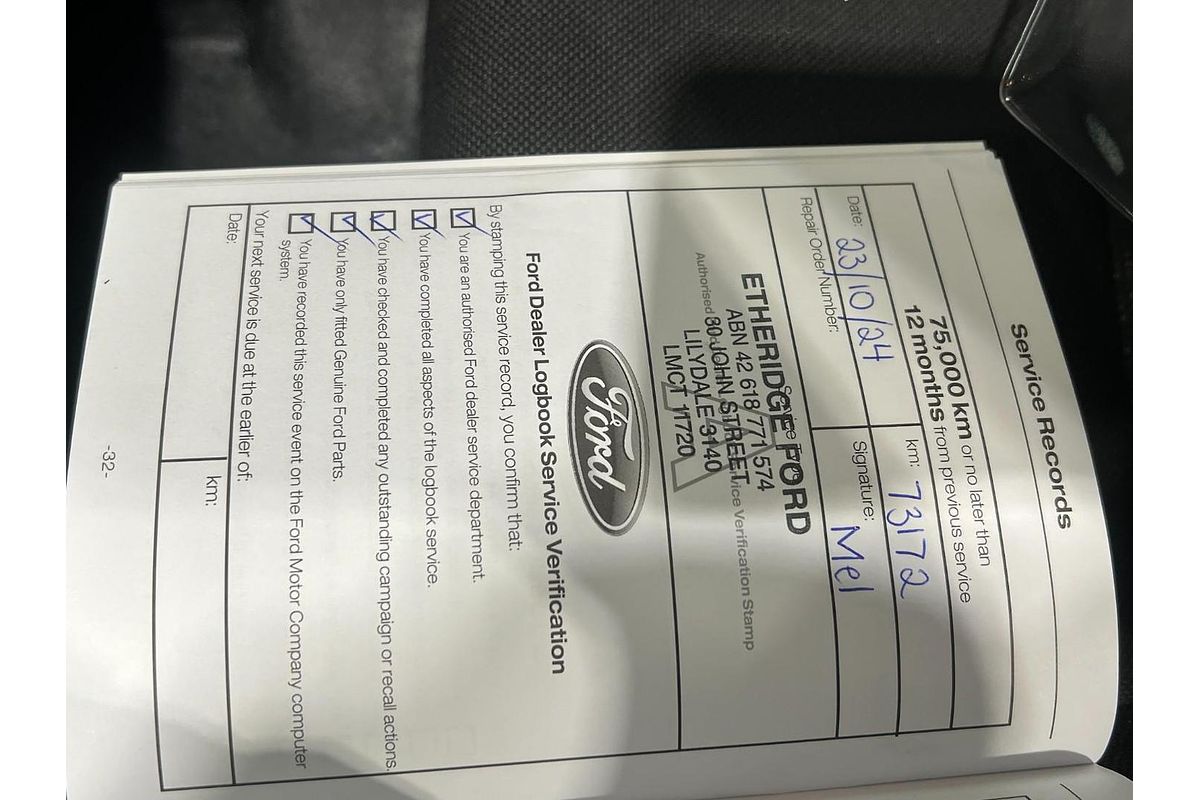 Service Records
75,000 km or no later than
12 months from previous service
Date: 23/10/24
km: 73172
Repair Order Number:
Signature: Mel
ETHERIDGE FORD
ABN 42 618 771 574
30 JOHN STREET
LILYDALE 3140
LMCT 11720
Authorised
Service Verification Stamp
Ford
Ford Dealer Logbook Service Verification
By stamping this service record, you confirm that:
You are an authorised Ford dealer service department.
You have completed all aspects of the logbook service.
You have checked and completed any outstanding campaign or recall actions.
You have only fitted Genuine Ford Parts.
You have recorded this service event on the Ford Motor Company computer
system.
Your next service is due at the earlier of:
Date:
km:
-32-